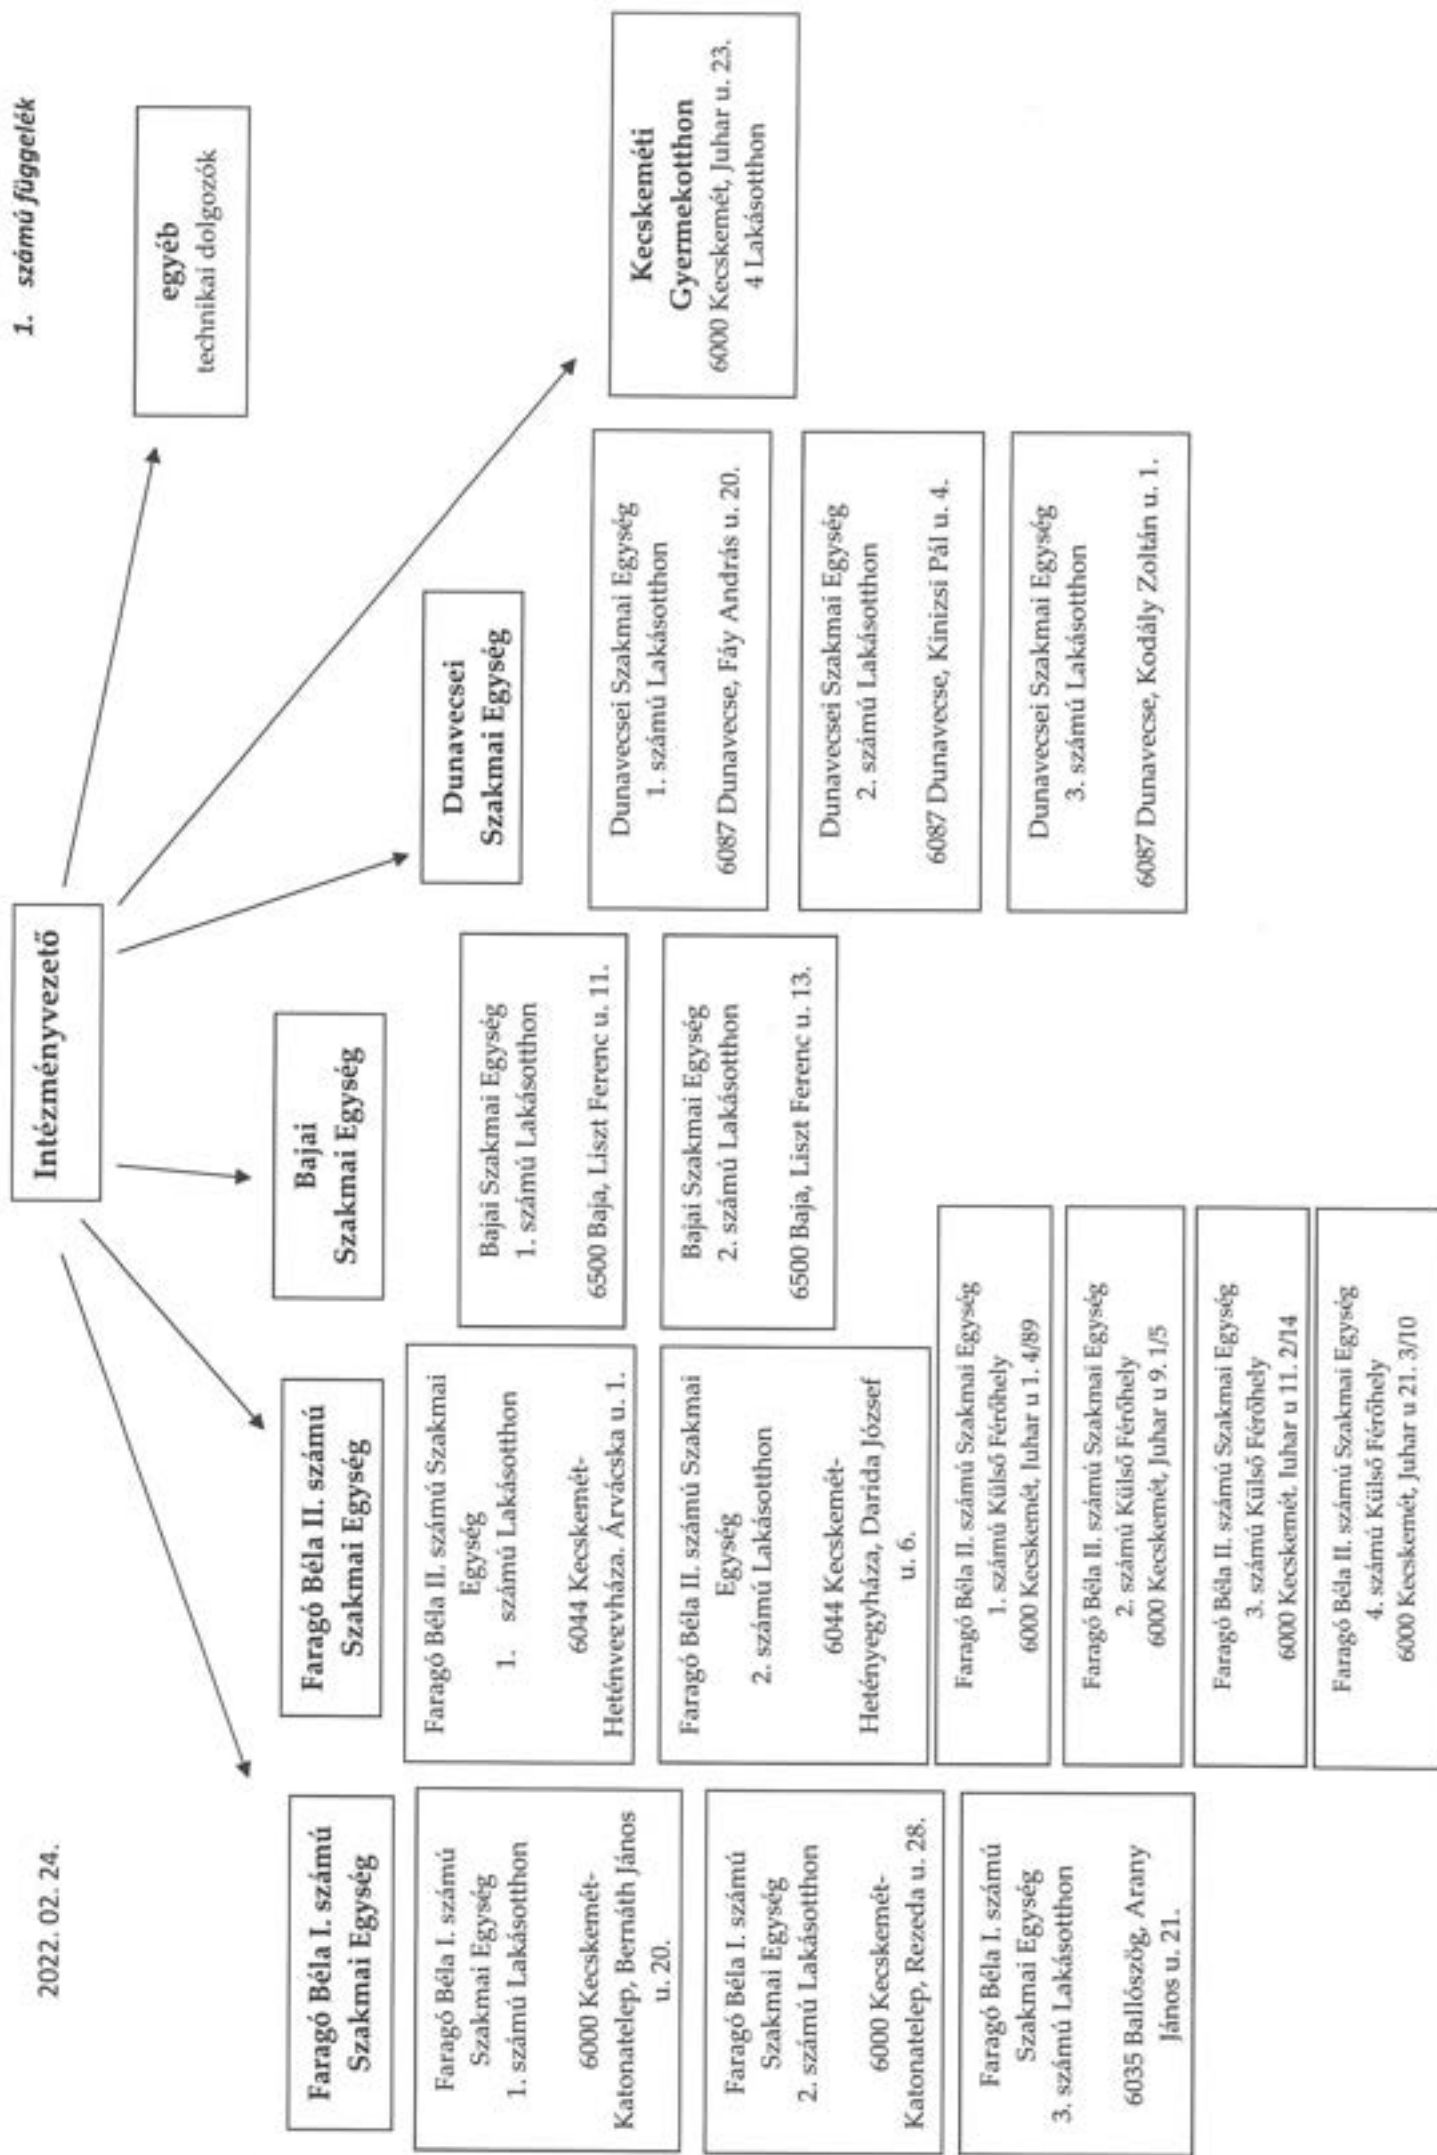 1. számú függelék
2022. 02. 24.
Intézményvezető
egyéb
technikai dolgozók
Faragó Béla I. számú
Szakmai Egység
Faragó Béla I. számú
Szakmai Egység
1. számú Lakásotthon
6000 Kecskemét-
Katonatelep, Bernáth János
u. 20.
Faragó Béla I. számú
Szakmai Egység
2. számú Lakásotthon
6000 Kecskemét-
Katonatelep, Rezeda u. 28.
Faragó Béla I. számú
Szakmai Egység
3. számú Lakásotthon
6035 Ballószög, Arany
János u. 21.
Faragó Béla II. számú
Szakmai Egység
Faragó Béla II. számú Szakmai
Egység
1. számú Lakásotthon
6044 Kecskemét-
Hetényegyháza. Árvácska u. 1.
Faragó Béla II. számú Szakmai
Egység
2. számú Lakásotthon
6044 Kecskemét-
Hetényegyháza, Darida József
u. 6.
Faragó Béla II. számú Szakmai Egység
1. számú Külső Férőhely
6000 Kecskemét, Juhar u 1. 4/89
Faragó Béla II. számú Szakmai Egység
2. számú Külső Férőhely
6000 Kecskemét, Juhar u 9. 1/5
Faragó Béla II. számú Szakmai Egység
3. számú Külső Férőhely
6000 Kecskemét, Juhar u 11. 2/14
Faragó Béla II. számú Szakmai Egység
4. számú Külső Férőhely
6000 Kecskemét, Juhar u 21. 3/10
Bajai
Szakmai Egység
Bajai Szakmai Egység
1. számú Lakásotthon
6500 Baja, Liszt Ferenc u. 11.
Bajai Szakmai Egység
2. számú Lakásotthon
6500 Baja, Liszt Ferenc u. 13.
Dunavecsei
Szakmai Egység
Dunavecsei Szakmai Egység
1. számú Lakásotthon
6087 Dunavecse, Fáy András u. 20.
Dunavecsei Szakmai Egység
2. számú Lakásotthon
6087 Dunavecse, Kinizsi Pál u. 4.
Dunavecsei Szakmai Egység
3. számú Lakásotthon
6087 Dunavecse, Kodály Zoltán u. 1.
Kecskeméti
Gyermekotthon
6000 Kecskemét, Juhar u. 23.
4 Lakásotthon